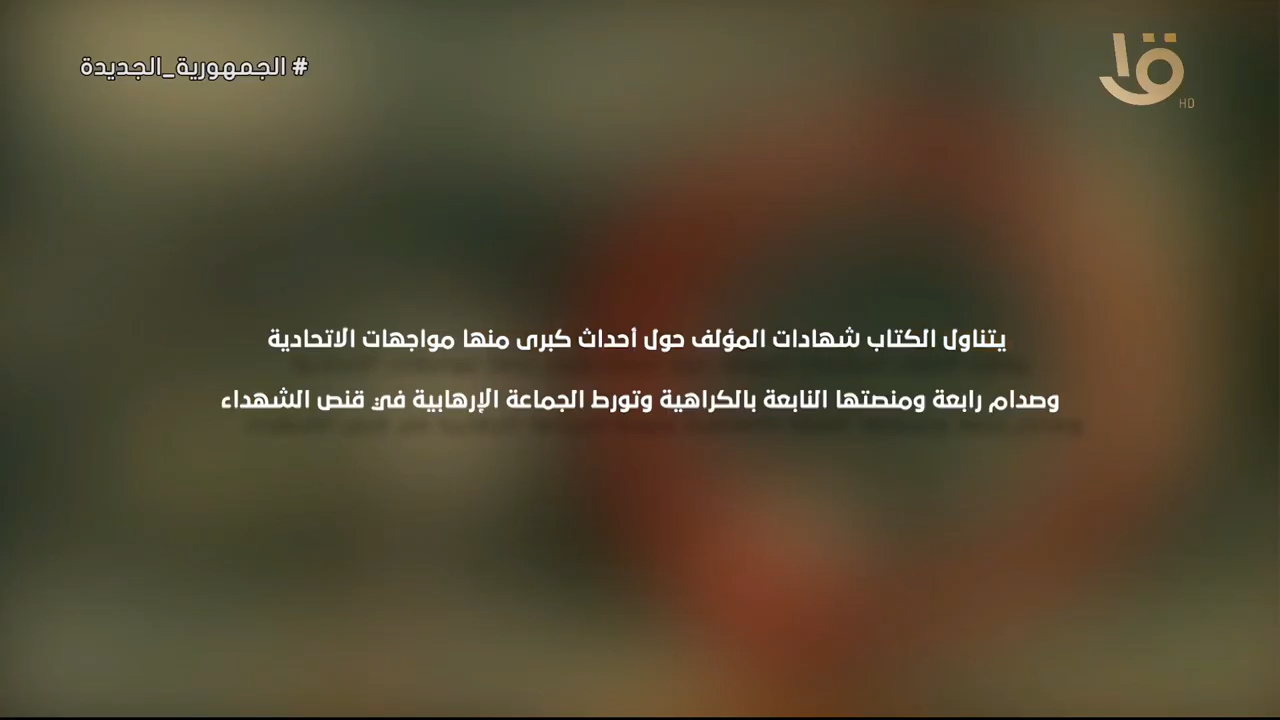 # الجمهورية_الجديدة
HD
يتناول الكتاب شهادات المؤلف حول أحداث كبرى منها مواجهات الاتحادية
وصدام رابعة ومنصتها النابعة بالكراهية وتورط الجماعة الإرهابية في قنص الشهداء